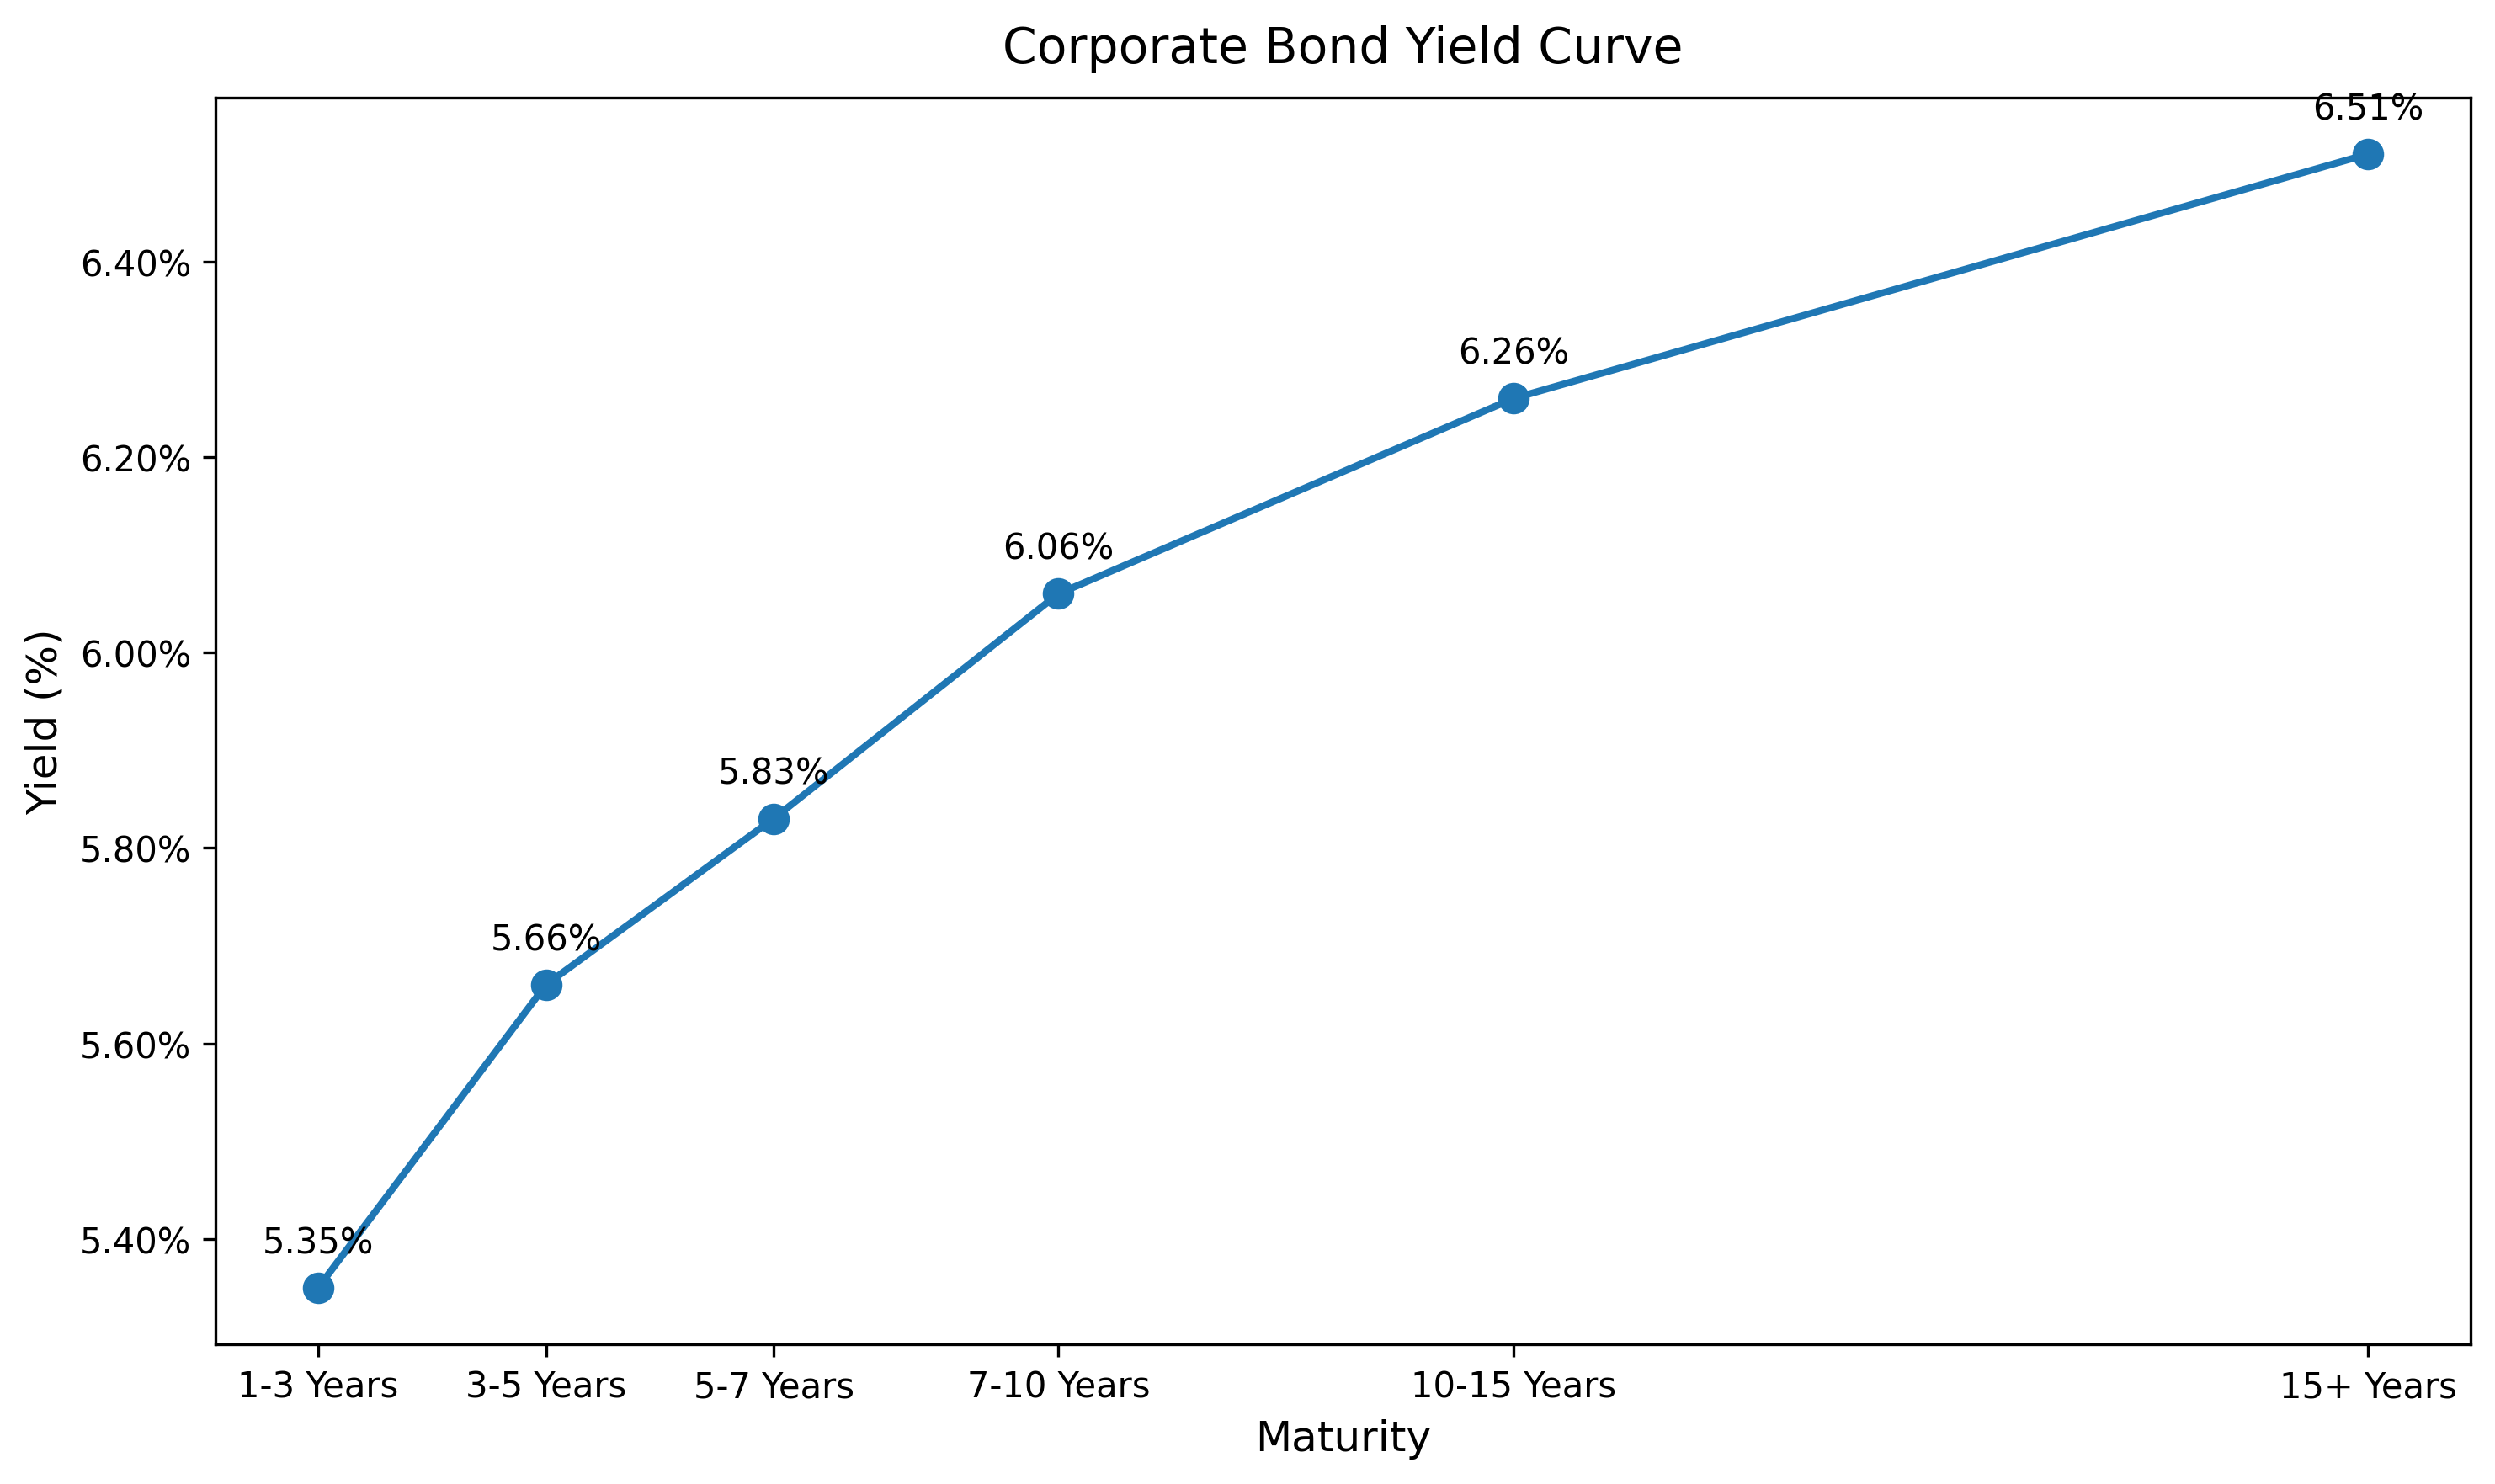 Corporate Bond Yield Curve
6.51%
6.40%
6.26%
6.20%
6.06%
6.00%
5.83%
5.80%
5.66%
5.60%
5.40%
5.35%
Yield (%)
1-3 Years
3-5 Years
5-7 Years
7-10 Years
10-15 Years
15+ Years
Maturity